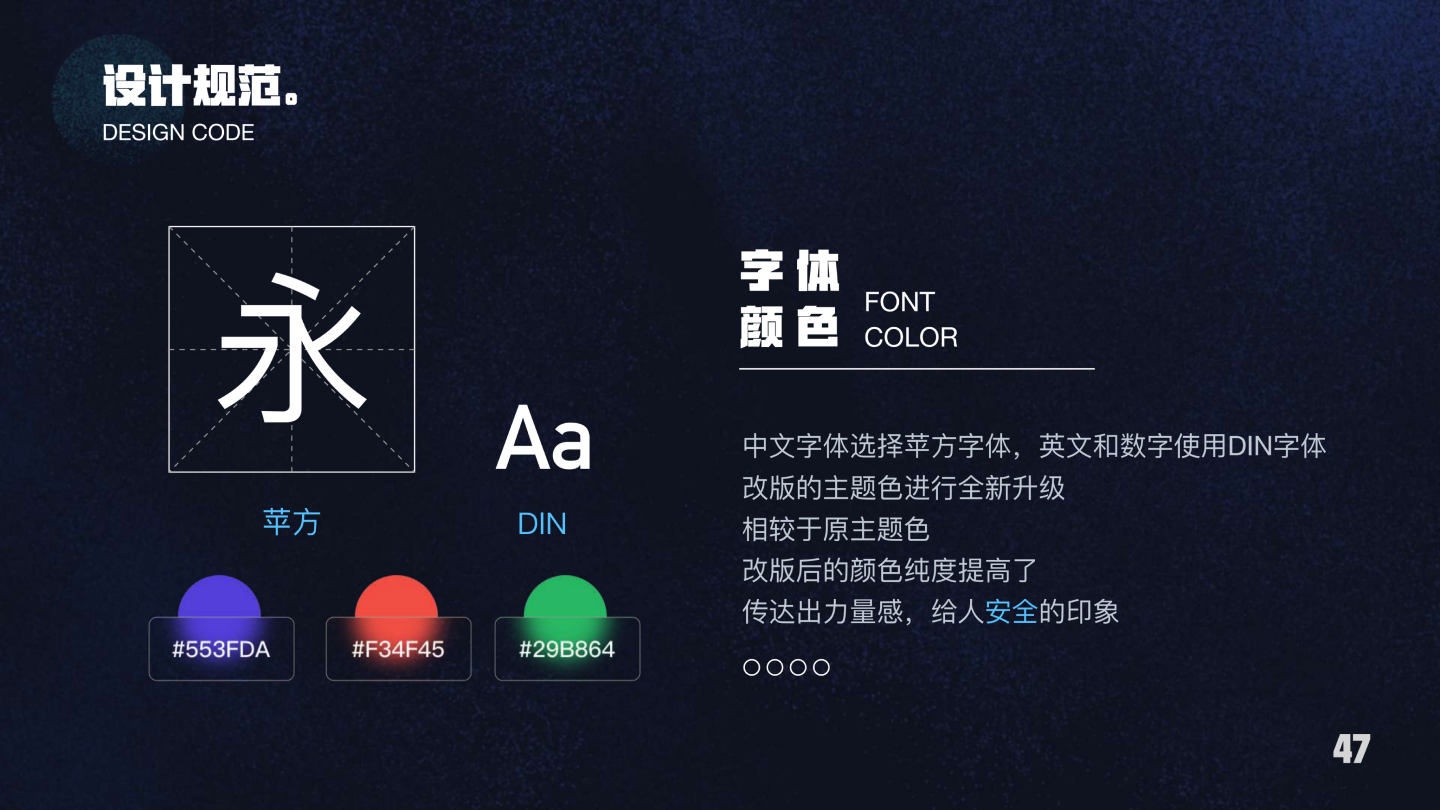 设计规范。
DESIGN CODE
永
Aa
苹方
DIN
#553FDA
#F34F45
#29B864
字体
颜色
FONT
COLOR
中文字体选择苹方字体，英文和数字使用DIN字体
改版的主题色进行全新升级
相较于原主题色
改版后的颜色纯度提高了
传达出力量感，给人安全的印象
47